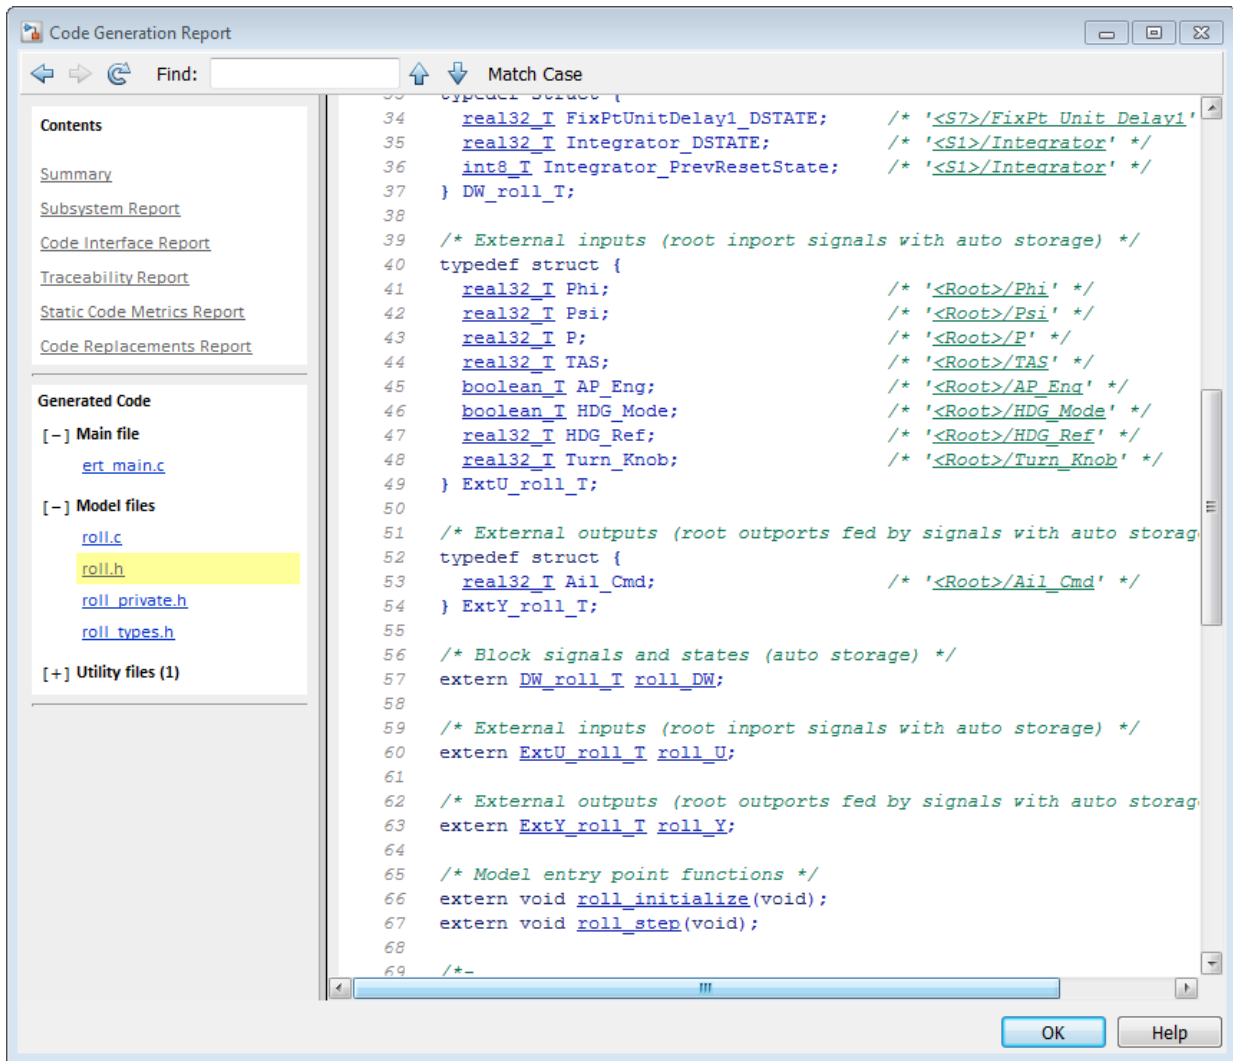 Code Generation Report
Find:
Match Case
Contents
Summary
Subsystem Report
Code Interface Report
Traceability Report
Static Code Metrics Report
Code Replacements Report
Generated Code
[-] Main file
ert_main.c
[-] Model files
roll.c
roll.h
roll_private.h
roll_types.h
[+] Utility files (1)
33 typedef struct {
34 real32_T FixPtUnitDelay1_DSTATE; /* '<S7>/FixPt Unit Delay1'
35 real32_T Integrator_DSTATE; /* '<S1>/Integrator' */
36 int8_T Integrator_PrevResetState; /* '<S1>/Integrator' */
37 } DW_roll_T;
38
39 /* External inputs (root inport signals with auto storage) */
40 typedef struct {
41 real32_T Phi; /* '<Root>/Phi' */
42 real32_T Psi; /* '<Root>/Psi' */
43 real32_T P; /* '<Root>/P' */
44 real32_T TAS; /* '<Root>/TAS' */
45 boolean_T AP_Eng; /* '<Root>/AP_Eng' */
46 boolean_T HDG_Mode; /* '<Root>/HDG_Mode' */
47 real32_T HDG_Ref; /* '<Root>/HDG_Ref' */
48 real32_T Turn_Knob; /* '<Root>/Turn_Knob' */
49 } ExtU_roll_T;
50
51 /* External outputs (root outports fed by signals with auto storag
52 typedef struct {
53 real32_T Ail_Cmd; /* '<Root>/Ail_Cmd' */
54 } ExtY_roll_T;
55
56 /* Block signals and states (auto storage) */
57 extern DW_roll_T roll_DW;
58
59 /* External inputs (root inport signals with auto storage) */
60 extern ExtU_roll_T roll_U;
61
62 /* External outputs (root outports fed by signals with auto storag
63 extern ExtY_roll_T roll_Y;
64
65 /* Model entry point functions */
66 extern void roll_initialize(void);
67 extern void roll_step(void);
68
69 /*-
OK
Help